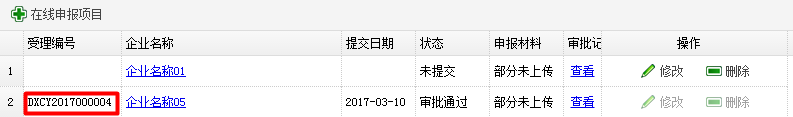 在线申报项目
受理编号 企业名称 提交日期 状态 申报材料 审批记 操作
1 企业名称01 未提交 部分未上传 查看 修改 删除
2 DXCY2017000004 企业名称05 2017-03-10 审批通过 部分未上传 查看 修改 删除